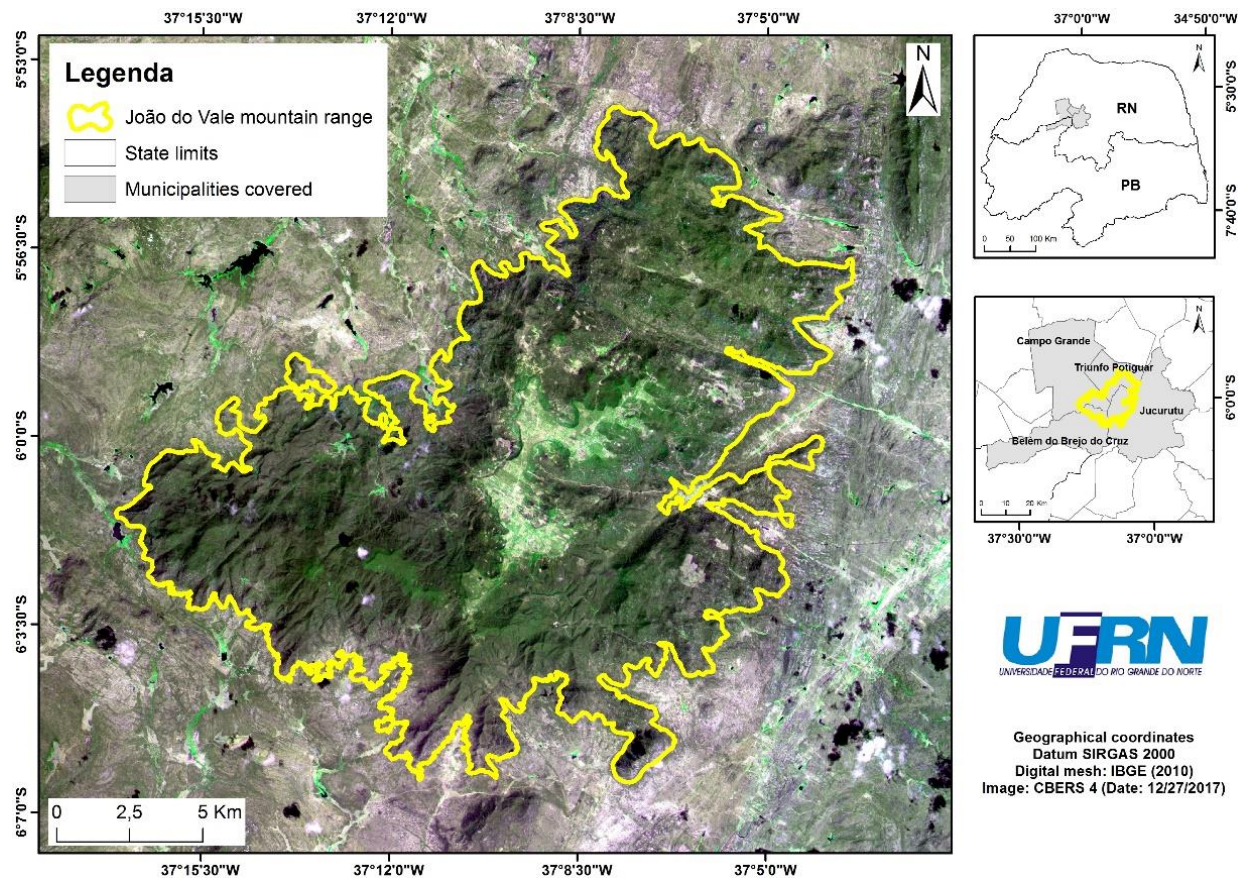 37°15'30"W 37°12'0"W 37°8'30"W 37°5'0"W
5°53'0"S
5°56'30"S
6°0'0"S
6°3'30"S
6°7'0"S
Legenda
João do Vale mountain range
State limits
Municipalities covered
N
0 2,5 5 Km
37°15'30"W 37°12'0"W 37°8'30"W 37°5'0"W
37°0'0"W 34°50'0"W
N
RN
PB
0 50 100 Km
5°30'0"S
7°40'0"S
N
Campo Grande
Triunfo Potiguar
Jucurutu
Belém do Brejo do Cruz
0 10 20 Km
6°0'0"S
37°30'0"W 37°0'0"W
UFRN
UNIVERSIDADE FEDERAL DO RIO GRANDE DO NORTE
Geographical coordinates
Datum SIRGAS 2000
Digital mesh: IBGE (2010)
Image: CBERS 4 (Date: 12/27/2017)